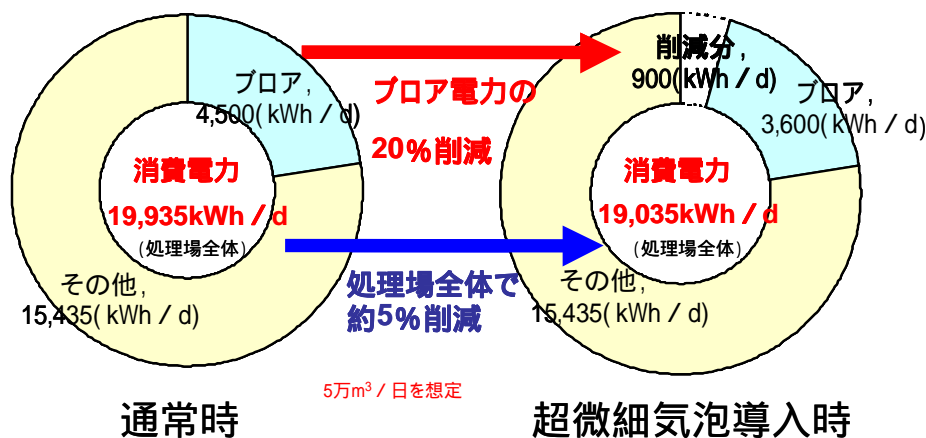 ブロア,
4,500(kWh / d)
消費電力
19,935kWh / d
(処理場全体)
その他,
15,435(kWh / d)
通常時
ブロア電力の
20%削減
処理場全体で
約5%削減
5万m³ / 日を想定
削減分,
900(kWh / d)
ブロア,
3,600(kWh / d)
消費電力
19,035kWh / d
(処理場全体)
その他,
15,435(kWh / d)
超微細気泡導入時